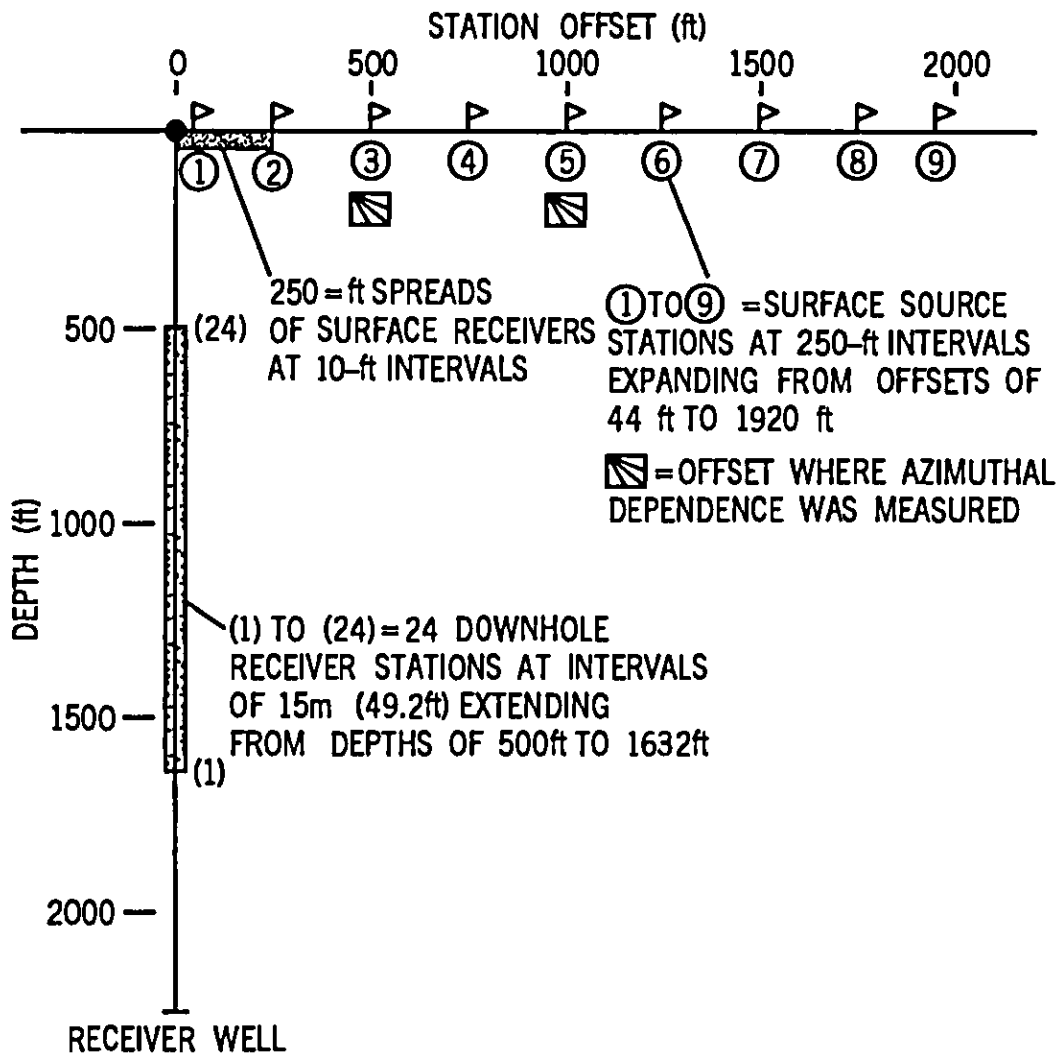 STATION OFFSET (ft)
0 500 1000 1500 2000
1 2 3 4 5 6 7 8 9
250=ft SPREADS
OF SURFACE RECEIVERS
AT 10-ft INTERVALS
1 TO 9 =SURFACE SOURCE
STATIONS AT 250-ft INTERVALS
EXPANDING FROM OFFSETS OF
44 ft TO 1920 ft
=OFFSET WHERE AZIMUTHAL
DEPENDENCE WAS MEASURED
DEPTH (ft)
500
1000
1500
2000
(24)
(1) TO (24)=24 DOWNHOLE
RECEIVER STATIONS AT INTERVALS
OF 15m (49.2ft) EXTENDING
FROM DEPTHS OF 500ft TO 1632ft
(1)
RECEIVER WELL